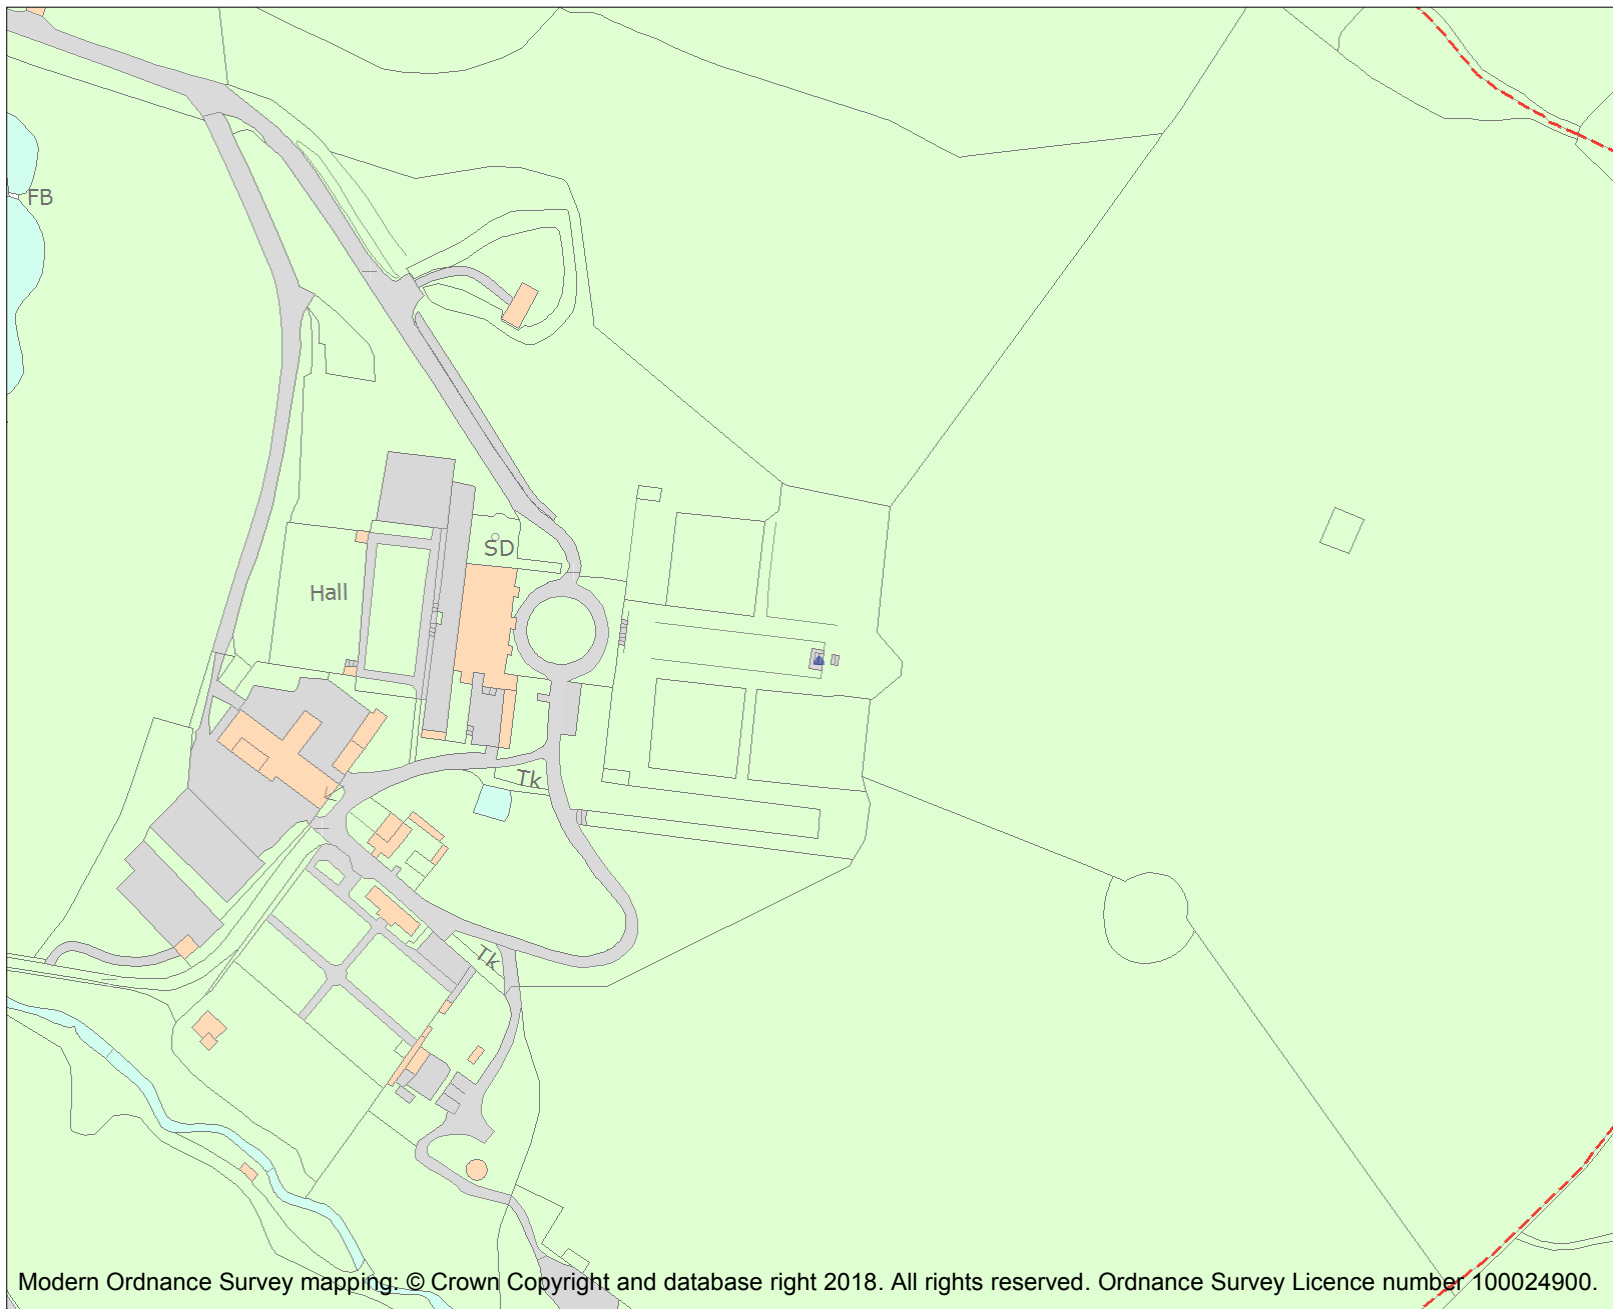 FB
SD
Hall
Tk
Tk
Modern Ordnance Survey mapping: © Crown Copyright and database right 2018. All rights reserved. Ordnance Survey Licence number 100024900.